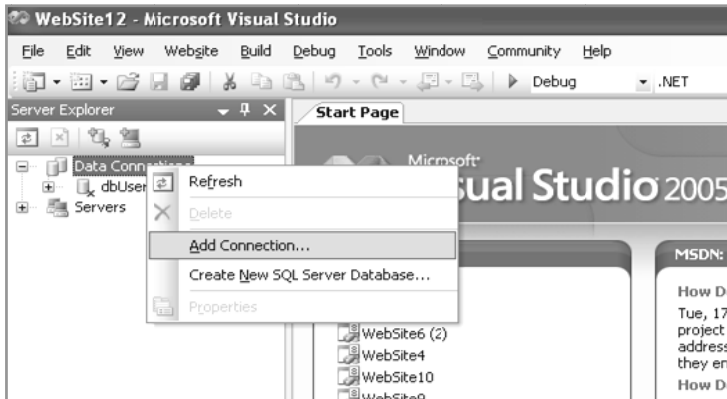 WebSite12 - Microsoft Visual Studio
File Edit View Website Build Debug Tools Window Community Help
Debug .NET
Server Explorer
Start Page
Data Connections
dbUser
Servers
Refresh
Delete
Add Connection...
Create New SQL Server Database...
Properties
Microsoft
Visual Studio 2005
WebSite6 (2)
WebSite4
WebSite10
WebSite9
MSDN:
How D
Tue, 17
project
address
they en
How D